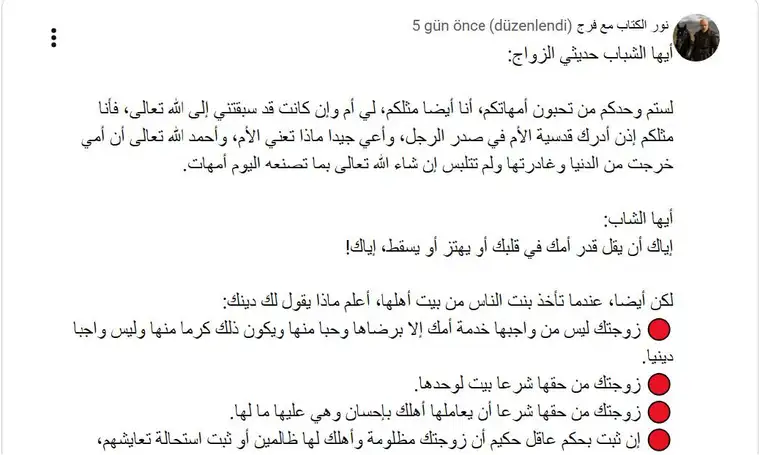 نور الكتاب مع فرج 5 gün önce (düzenlendi)
أيها الشباب حديثي الزواج:
لستم وحدكم من تحبون أمهاتكم، أنا أيضا مثلكم، لي أم وإن كانت قد سبقتني إلى الله تعالى، فأنا
مثلكم إذن أدرك قدسية الأم في صدر الرجل، وأعي جيدا ماذا تعني الأم، وأحمد الله تعالى أن أمي
خرجت من الدنيا وغادرتها ولم تتلبس إن شاء الله تعالى بما تصنعه اليوم أمهات.
أيها الشاب:
إياك أن يقل قدر أمك في قلبك أو يهتز أو يسقط، إياك!
لكن أيضا، عندما تأخذ بنت الناس من بيت أهلها، أعلم ماذا يقول لك دينك:
🔴 زوجتك ليس من واجبها خدمة أمك إلا برضاها وحبا منها ويكون ذلك كرما منها وليس واجبا
دينيا.
🔴 زوجتك من حقها شرعا بيت لوحدها.
🔴 زوجتك من حقها شرعا أن يعاملها أهلك بإحسان وهي عليها ما لها.
🔴 إن ثبت بحكم عاقل حكيم أن زوجتك مظلومة وأهلك لها ظالمين أو ثبت استحالة تعايشهم،